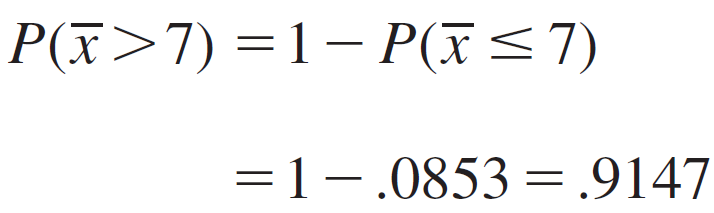 P(x̅ > 7) = 1 − P(x̅ ≤ 7)
= 1 − .0853 = .9147